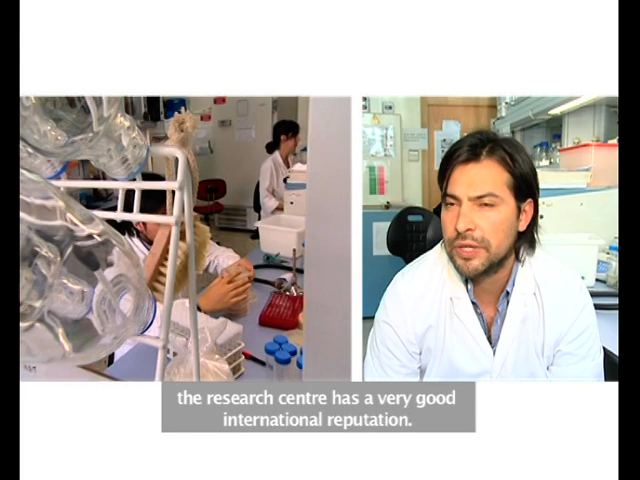 the research centre has a very good
international reputation.